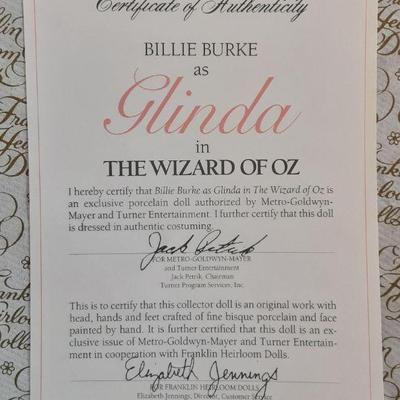 Certificate of Authenticity
BILLIE BURKE
as
Glinda
in
THE WIZARD OF OZ
I hereby certify that Billie Burke as Glinda in The Wizard of Oz is
an exclusive porcelain doll authorized by Metro-Goldwyn-
Mayer and Turner Entertainment. I further certify that this doll
is dressed in authentic costuming.
Jack Petrik
FOR METRO-GOLDWYN-MAYER
and Turner Entertainment
Jack Petrik, Chairman
Turner Program Services, Inc.
This is to certify that this collector doll is an original work with
head, hands and feet crafted of fine bisque porcelain and face
painted by hand. It is further certified that this doll is an ex-
clusive issue of Metro-Goldwyn-Mayer and Turner Entertain-
ment in cooperation with Franklin Heirloom Dolls.
Elizabeth Jennings
FOR FRANKLIN HEIRLOOM DOLLS
Elizabeth Jennings, Director, Customer Service